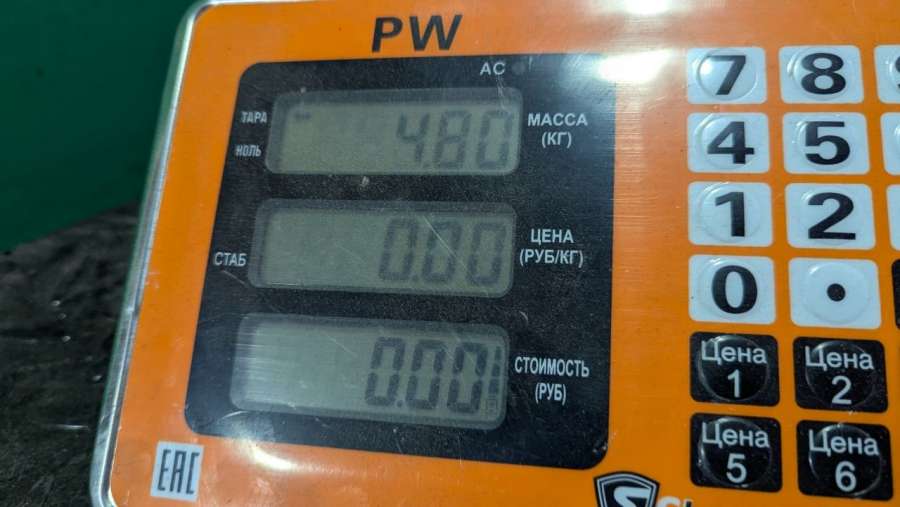 PW
AC
ТАРА
НОЛЬ
4.80
МАССА
(КГ)
СТАБ
0.00
ЦЕНА
(РУБ/КГ)
0.00
СТОИМОСТЬ
(РУБ)
EAC
7 8
4 5
1 2
0 .
Цена
1
Цена
2
Цена
5
Цена
6